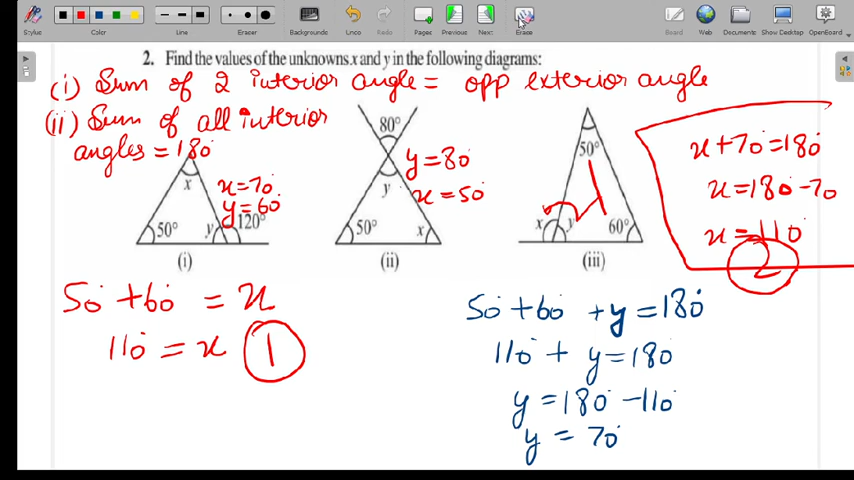 Stylus
Black
Line
Eraser
Backgrounds
Undo
Pages
Previous
Next
Erase
Board
Web
Documents
Show Desktop
OpenBoard
2. Find the values of the unknowns x and y in the following diagrams:
(i) Sum of 2 interior angle = opp exterior angle
(ii) Sum of all interior
angles = 180°
x
50°
y
120°
x=70°
y=60°
(i)
80°
y
50°
x
y=80°
x=50°
(ii)
50°
x
y
60°
(iii)
x+70°=180°
x=180°-70
x=110°
2
50°+60° = x
110° = x
1
50°+60° +y=180°
110°+ y=180°
y=180°-110°
y = 70°